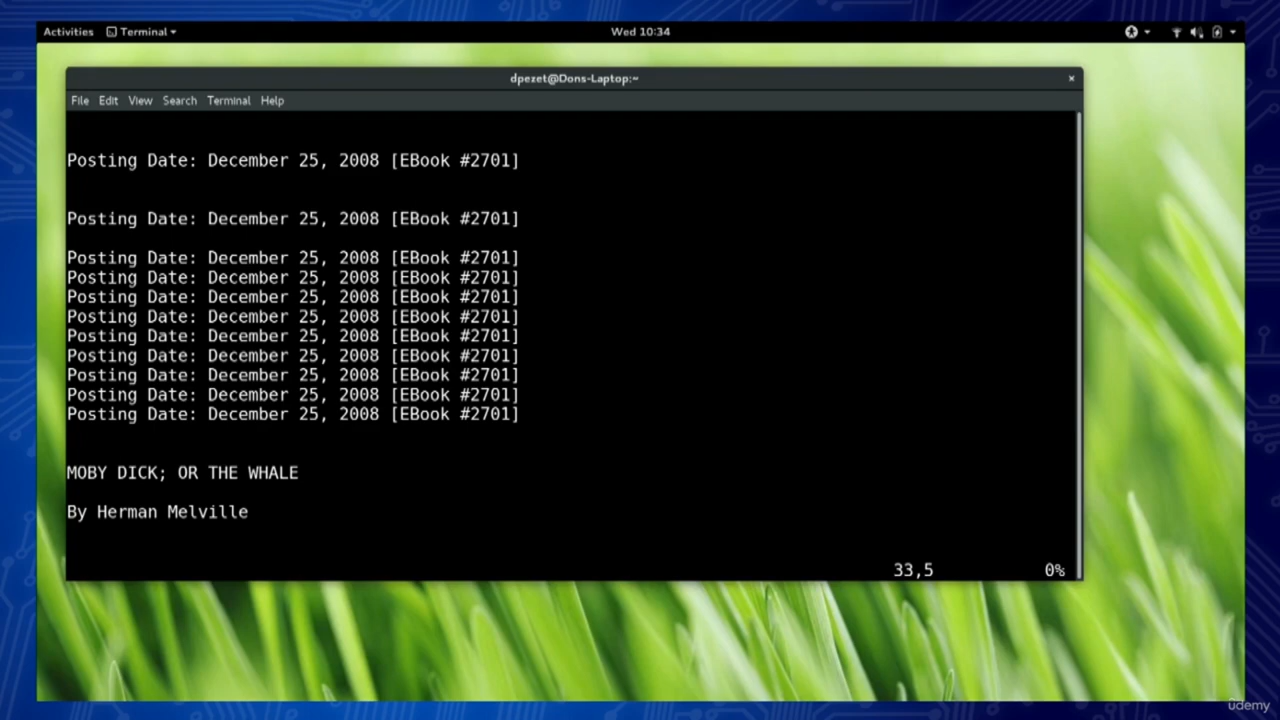 Activities Terminal Wed 10:34
dpezet@Dons-Laptop:~ ×
File Edit View Search Terminal Help
Posting Date: December 25, 2008 [EBook #2701]
Posting Date: December 25, 2008 [EBook #2701]
Posting Date: December 25, 2008 [EBook #2701]
Posting Date: December 25, 2008 [EBook #2701]
Posting Date: December 25, 2008 [EBook #2701]
Posting Date: December 25, 2008 [EBook #2701]
Posting Date: December 25, 2008 [EBook #2701]
Posting Date: December 25, 2008 [EBook #2701]
Posting Date: December 25, 2008 [EBook #2701]
Posting Date: December 25, 2008 [EBook #2701]
Posting Date: December 25, 2008 [EBook #2701]
MOBY DICK; OR THE WHALE
By Herman Melville
33,5 0%
ûdemy